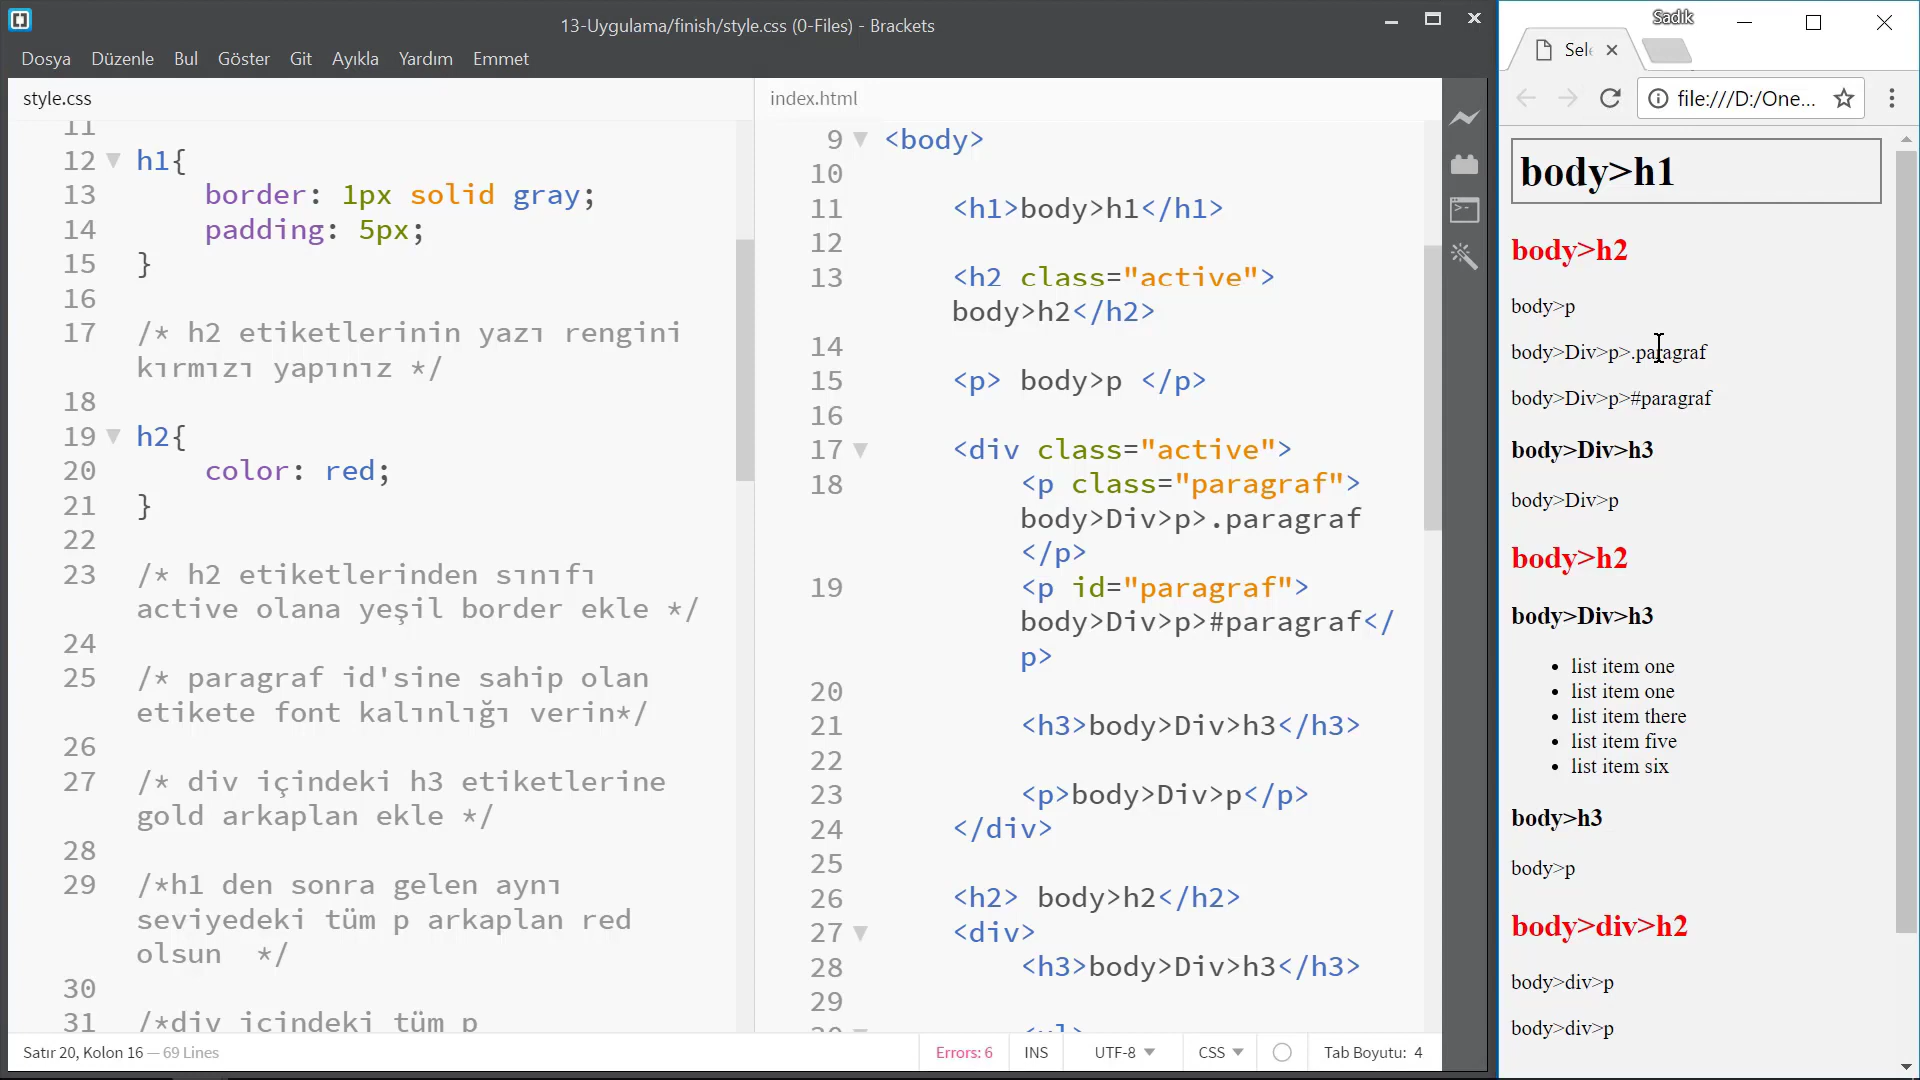 13-Uygulama/finish/style.css (0-Files) - Brackets
Dosya Düzenle Bul Göster Git Ayıkla Yardım Emmet
style.css
11
12 h1{
13 border: 1px solid gray;
14 padding: 5px;
15 }
16
17 /* h2 etiketlerinin yazı rengini
kırmızı yapınız */
18
19 h2{
20 color: red;
21 }
22
23 /* h2 etiketlerinden sınıfı
active olana yeşil border ekle */
24
25 /* paragraf id'sine sahip olan
etikete font kalınlığı verin*/
26
27 /* div içindeki h3 etiketlerine
gold arkaplan ekle */
28
29 /*h1 den sonra gelen aynı
seviyedeki tüm p arkaplan red
olsun */
30
31 /*div içindeki tüm p
index.html
9 <body>
10
11 <h1>body>h1</h1>
12
13 <h2 class="active">
body>h2</h2>
14
15 <p> body>p </p>
16
17 <div class="active">
18 <p class="paragraf">
body>Div>p>.paragraf
</p>
19 <p id="paragraf">
body>Div>p>#paragraf</
p>
20
21 <h3>body>Div>h3</h3>
22
23 <p>body>Div>p</p>
24 </div>
25
26 <h2> body>h2</h2>
27 <div>
28 <h3>body>Div>h3</h3>
29
30 <ul>
Satır 20, Kolon 16 — 69 Lines
Errors: 6 INS UTF-8 CSS Tab Boyutu: 4
Sadık
Sele
file:///D:/One...
body>h1
body>h2
body>p
body>Div>p>.paragraf
body>Div>p>#paragraf
body>Div>h3
body>Div>p
body>h2
body>Div>h3
• list item one
• list item one
• list item there
• list item five
• list item six
body>h3
body>p
body>div>h2
body>div>p
body>div>p